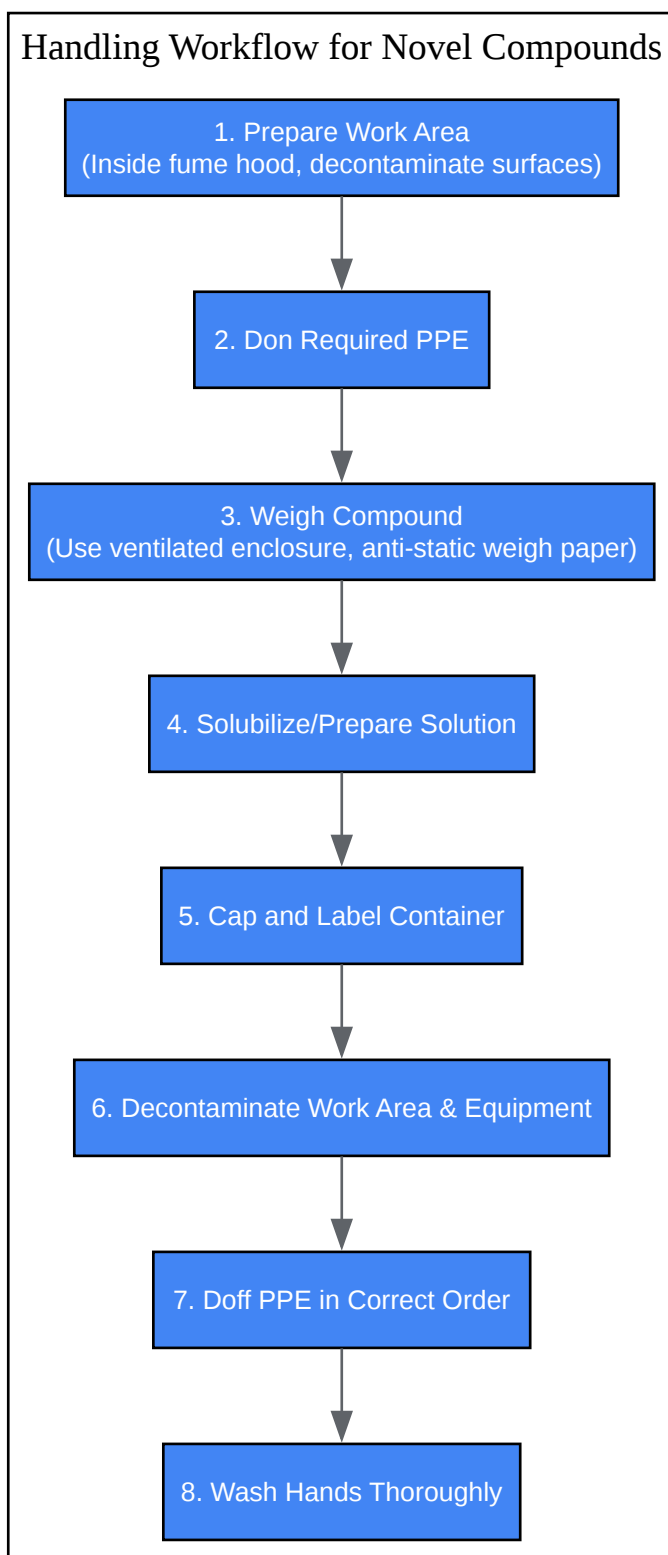 Handling Workflow for Novel Compounds
1. Prepare Work Area
(Inside fume hood, decontaminate surfaces)
2. Don Required PPE
3. Weigh Compound
(Use ventilated enclosure, anti-static weigh paper)
4. Solubilize/Prepare Solution
5. Cap and Label Container
6. Decontaminate Work Area & Equipment
7. Doff PPE in Correct Order
8. Wash Hands Thoroughly